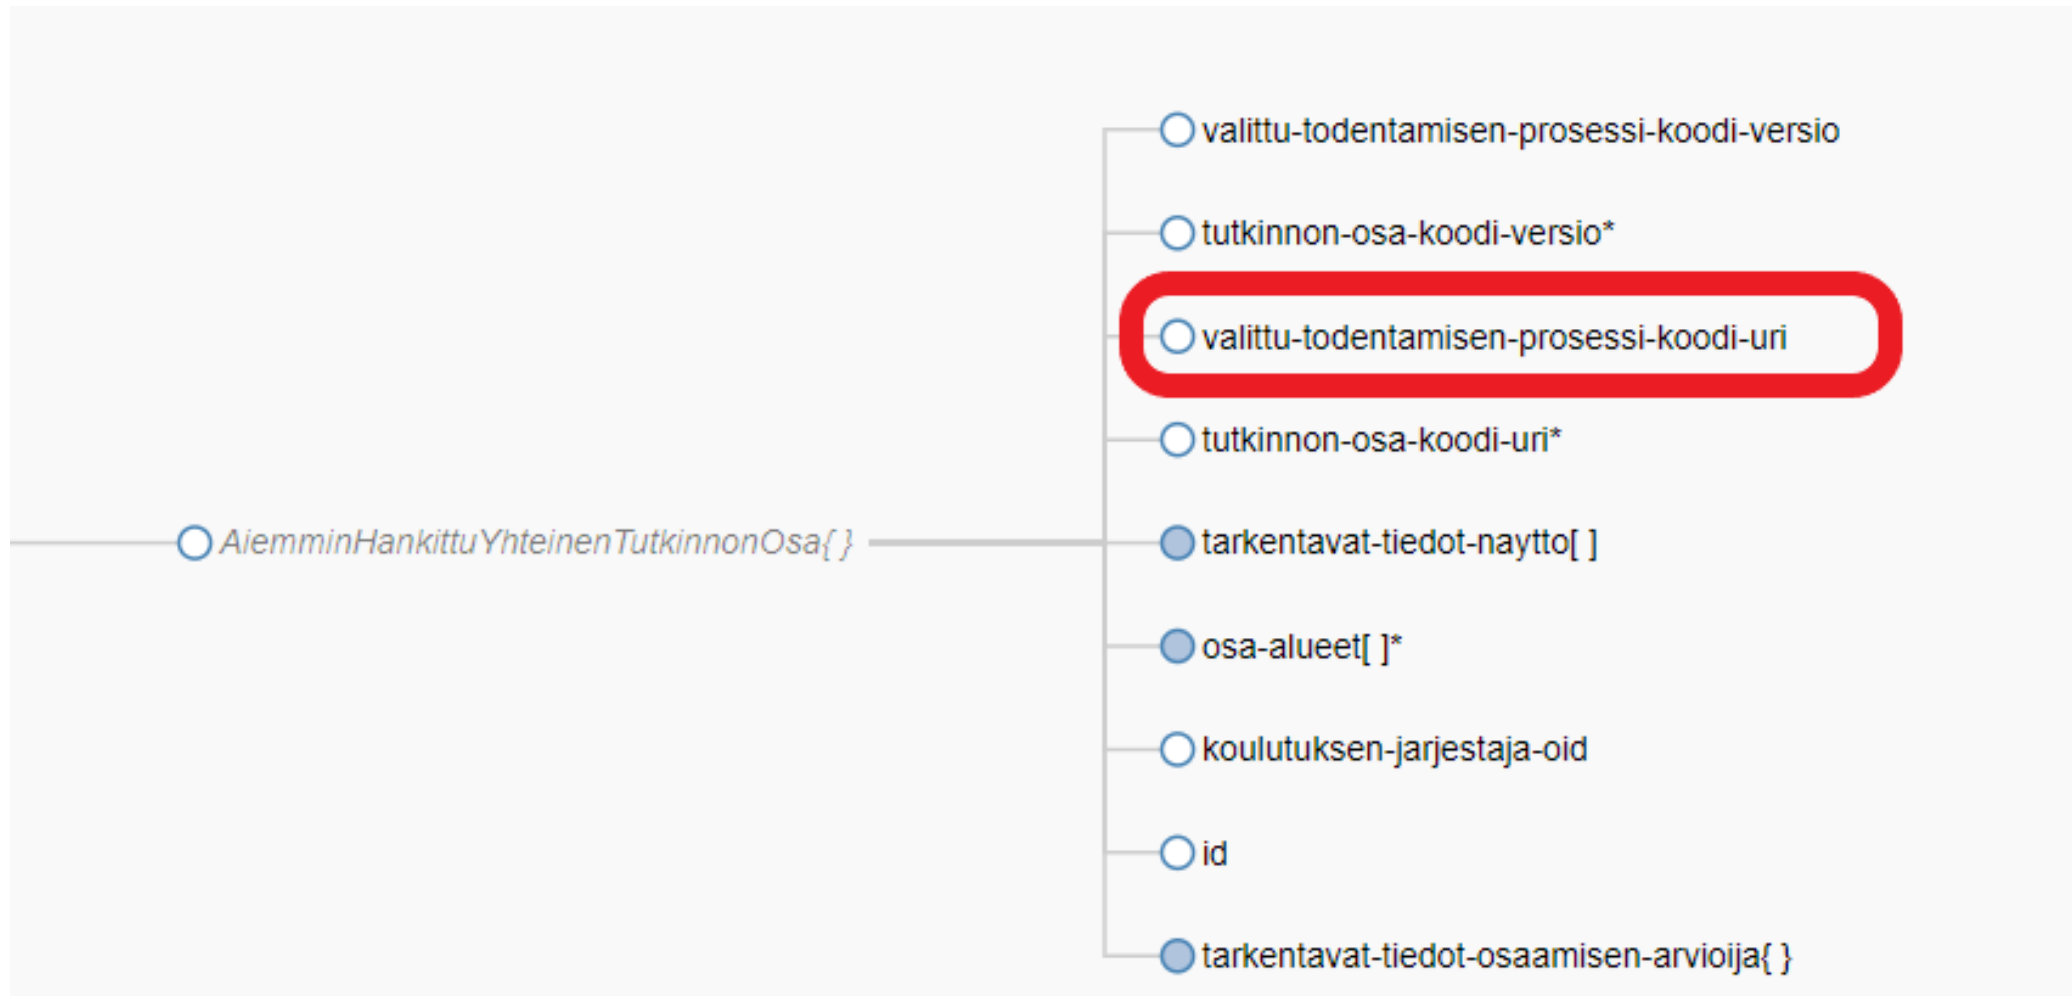 valittu-todentamisen-prosessi-koodi-versio
tutkinnon-osa-koodi-versio*
valittu-todentamisen-prosessi-koodi-uri
tutkinnon-osa-koodi-uri*
AiemminHankittuYhteinenTutkinnonOsa{ }
tarkentavat-tiedot-naytto[ ]
osa-alueet[ ]*
koulutuksen-jarjestaja-oid
id
tarkentavat-tiedot-osaamisen-arvioija{ }